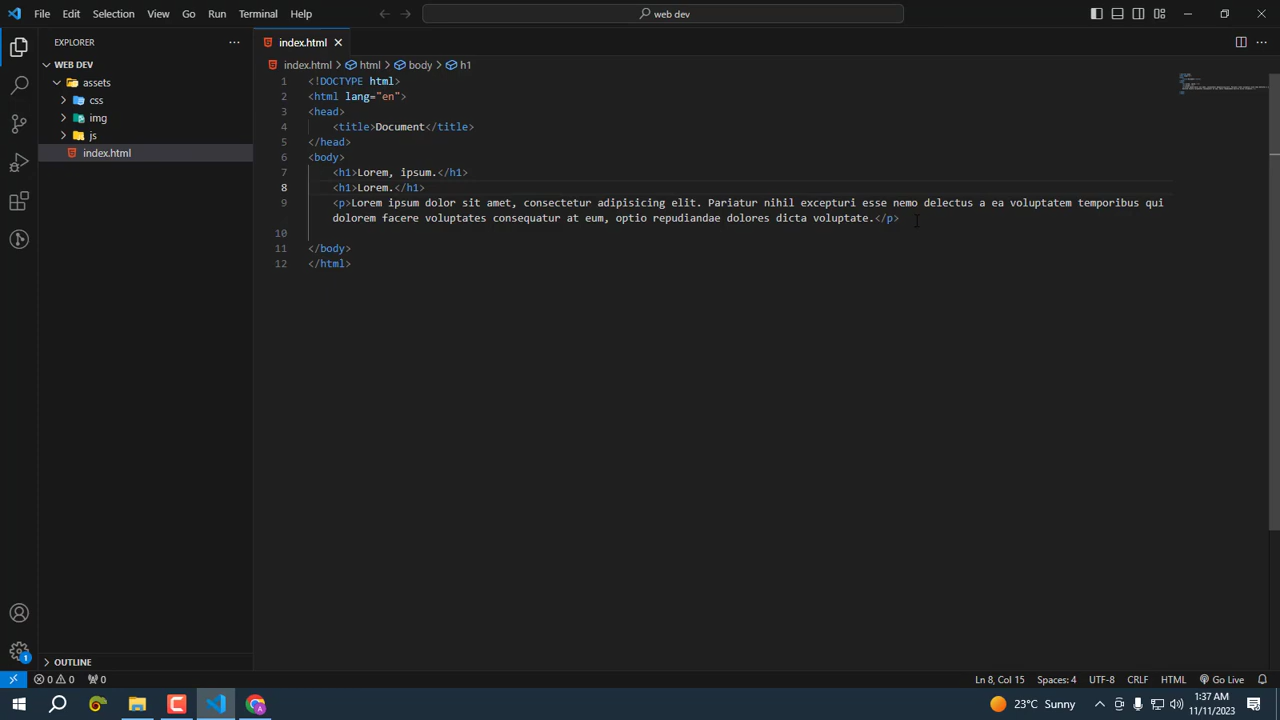 File Edit Selection View Go Run Terminal Help
web dev
EXPLORER
index.html
WEB DEV
index.html > html > body > h1
assets
css
img
js
index.html
1 <!DOCTYPE html>
2 <html lang="en">
3 <head>
4 <title>Document</title>
5 </head>
6 <body>
7 <h1>Lorem, ipsum.</h1>
8 <h1>Lorem.</h1>
9 <p>Lorem ipsum dolor sit amet, consectetur adipisicing elit. Pariatur nihil excepturi esse nemo delectus a ea voluptatem temporibus qui
dolorem facere voluptates consequatur at eum, optio repudiandae dolores dicta voluptate.</p>
10
11 </body>
12 </html>
OUTLINE
1
0 0 0 Ln 8, Col 15 Spaces: 4 UTF-8 CRLF HTML Go Live
A 23°C Sunny 1:37 AM
11/11/2023